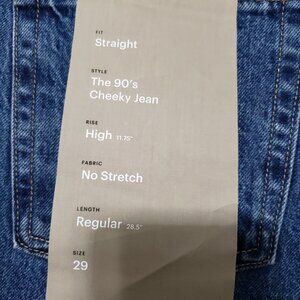 FIT
Straight
STYLE
The 90's
Cheeky Jean
RISE
High 11.75"
FABRIC
No Stretch
LENGTH
Regular 28.5"
SIZE
29